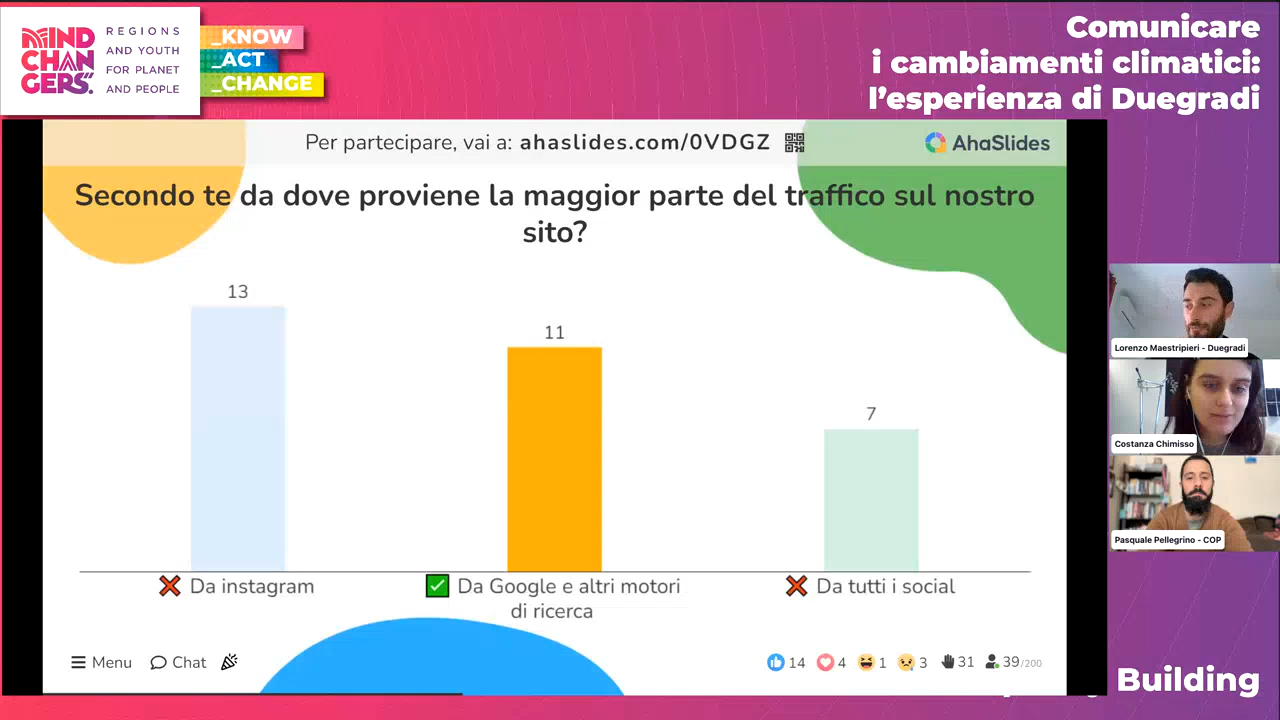 MIND
CHAN
GERS.
REGIONS
AND YOUTH
FOR PLANET
AND PEOPLE
_KNOW
_ACT
_CHANGE
Comunicare
i cambiamenti climatici:
l’esperienza di Duegradi
Per partecipare, vai a: ahaslides.com/0VDGZ
AhaSlides
Secondo te da dove proviene la maggior parte del traffico sul nostro
sito?
13
11
7
Da instagram
Da Google e altri motori
di ricerca
Da tutti i social
Menu
Chat
14
4
1
3
31
39/200
Lorenzo Maestripieri - Duegradi
Costanza Chimisso
Pasquale Pellegrino - COP
Building